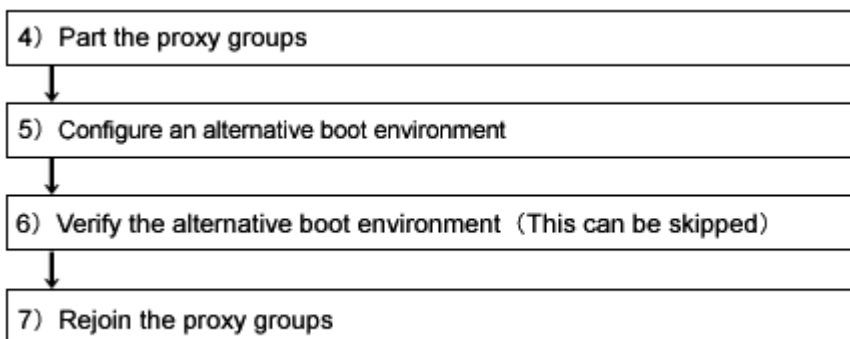 4）Part the proxy groups
5）Configure an alternative boot environment
6）Verify the alternative boot environment（This can be skipped）
7）Rejoin the proxy groups